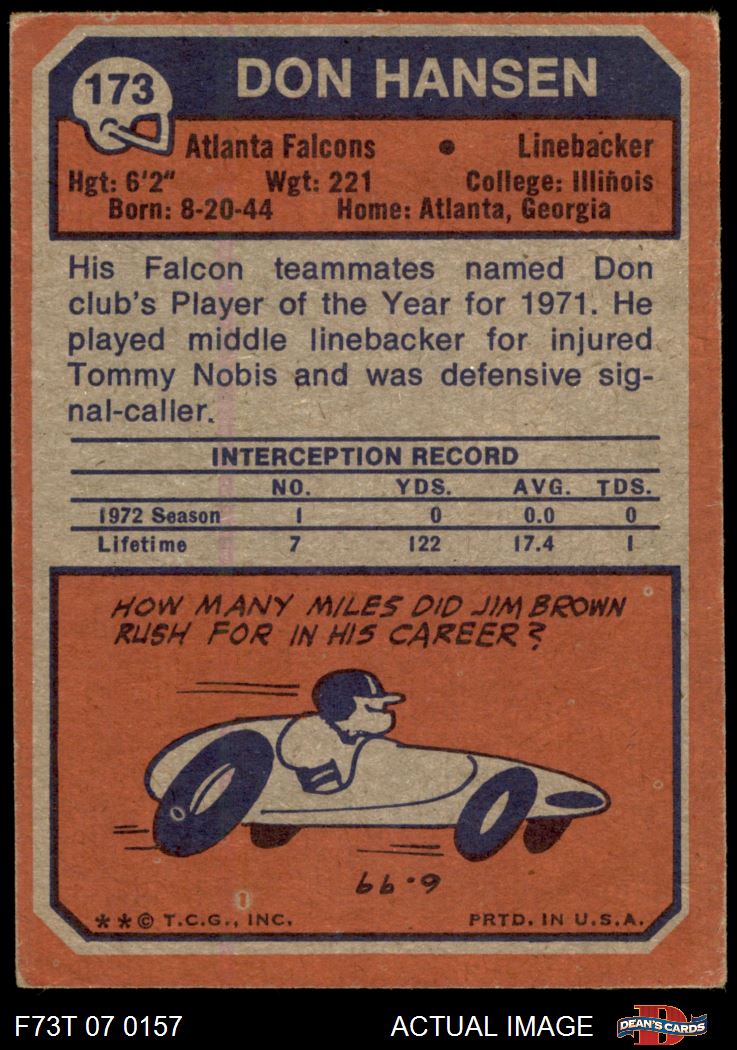 173
DON HANSEN
Atlanta Falcons • Linebacker
Hgt: 6'2" Wgt: 221 College: Illinois
Born: 8-20-44 Home: Atlanta, Georgia
His Falcon teammates named Don
club's Player of the Year for 1971. He
played middle linebacker for injured
Tommy Nobis and was defensive sig-
nal-caller.
INTERCEPTION RECORD
NO. YDS. AVG. TDS.
1972 Season 1 0 0.0 0
Lifetime 7 122 17.4 1
HOW MANY MILES DID JIM BROWN
RUSH FOR IN HIS CAREER?
6.99
**© T.C.G., INC. PRTD. IN U.S.A.
F73T 07 0157 ACTUAL IMAGE D DEAN'S CARDS